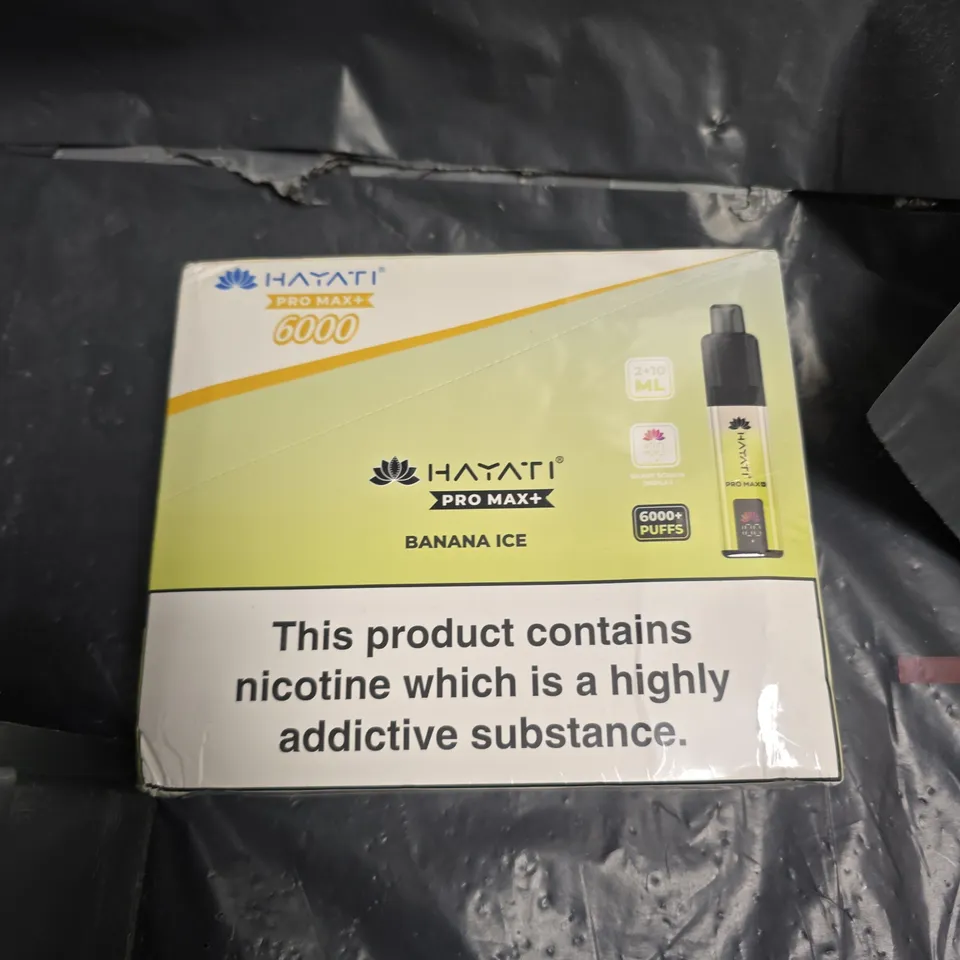 HAYATI®
PRO MAX+
6000
2+10
ML
HAYATI®
PRO MAX+
BANANA ICE
6000+
PUFFS
HAYATI
PRO MAX+
100
This product contains
nicotine which is a highly
addictive substance.